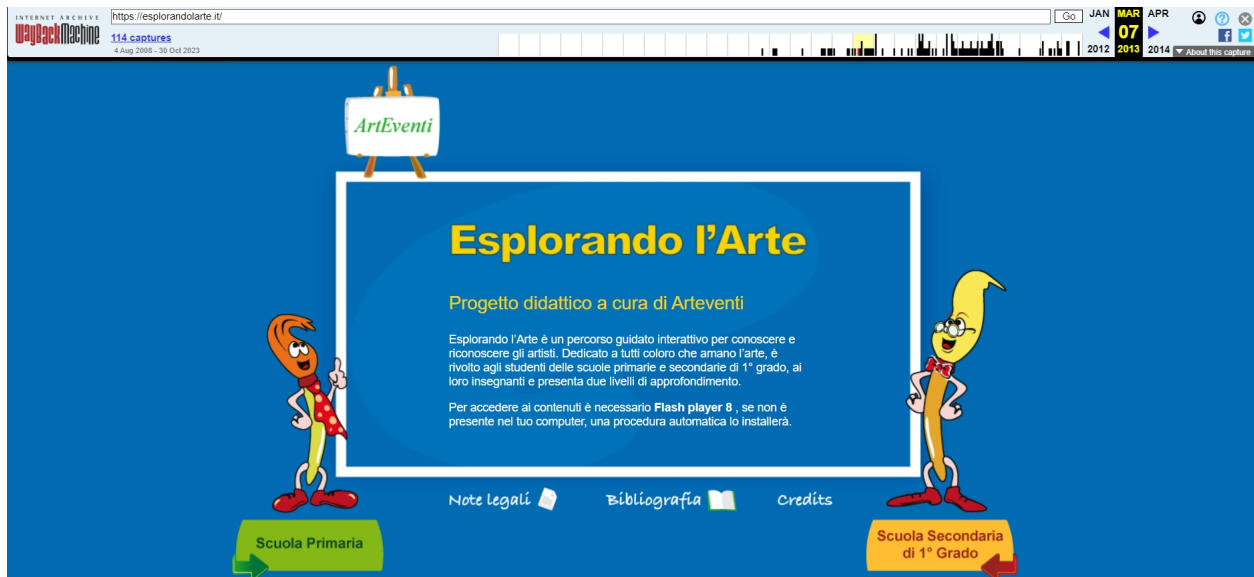 INTERNET ARCHIVE
WayBackMachine
https://esplorandolarte.it/
Go
114 captures
4 Aug 2008 - 30 Oct 2023
JAN MAR APR
07
2012 2013 2014
About this capture
ArtEventi
Esplorando l'Arte
Progetto didattico a cura di Arteventi
Esplorando l'Arte è un percorso guidato interattivo per conoscere e
riconoscere gli artisti. Dedicato a tutti coloro che amano l'arte, è
rivolto agli studenti delle scuole primarie e secondarie di 1° grado, ai
loro insegnanti e presenta due livelli di approfondimento.
Per accedere ai contenuti è necessario Flash player 8 , se non è
presente nel tuo computer, una procedura automatica lo installerà.
Note legali Bibliografia Credits
Scuola Primaria
Scuola Secondaria
di 1° Grado